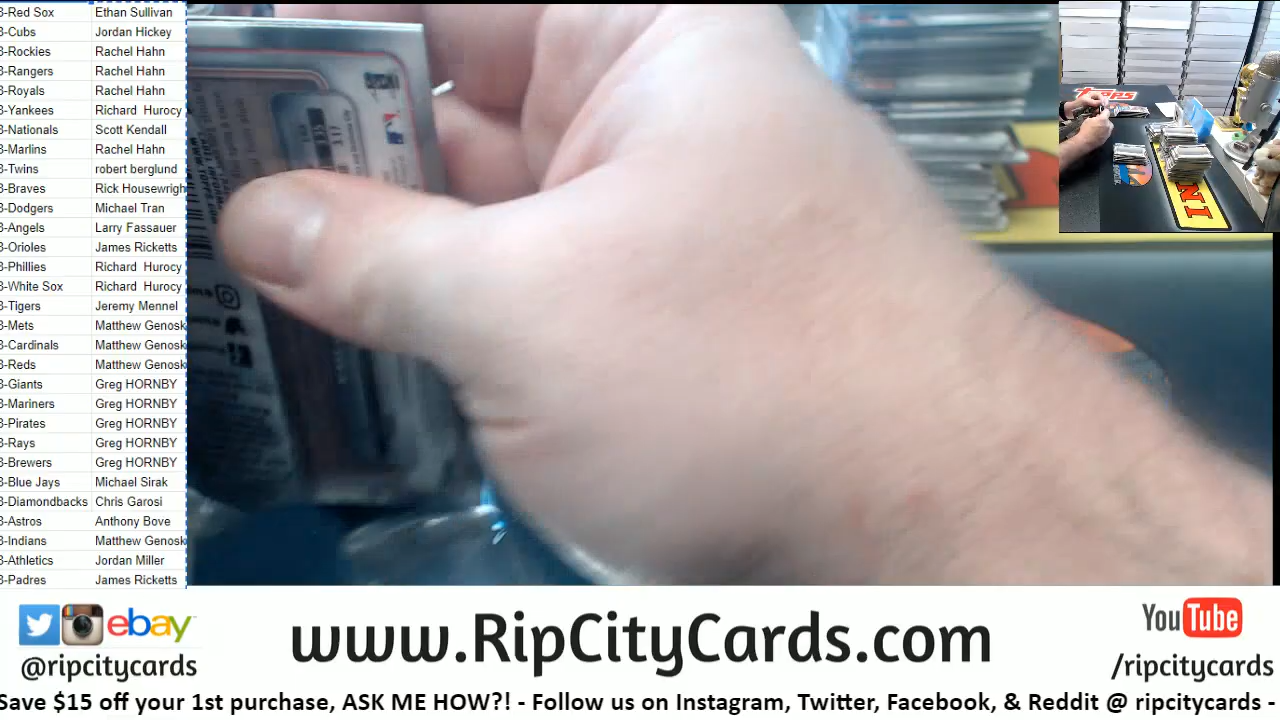 3-Red Sox Ethan Sullivan
3-Cubs Jordan Hickey
3-Rockies Rachel Hahn
3-Rangers Rachel Hahn
3-Royals Rachel Hahn
3-Yankees Richard Hurocy
3-Nationals Scott Kendall
3-Marlins Rachel Hahn
3-Twins robert berglund
3-Braves Rick Housewrigh
3-Dodgers Michael Tran
3-Angels Larry Fassauer
3-Orioles James Ricketts
3-Phillies Richard Hurocy
3-White Sox Richard Hurocy
3-Tigers Jeremy Mennel
3-Mets Matthew Genosk
3-Cardinals Matthew Genosk
3-Reds Matthew Genosk
3-Giants Greg HORNBY
3-Mariners Greg HORNBY
3-Pirates Greg HORNBY
3-Rays Greg HORNBY
3-Brewers Greg HORNBY
3-Blue Jays Michael Sirak
3-Diamondbacks Chris Garosi
3-Astros Anthony Bove
3-Indians Matthew Genosk
3-Athletics Jordan Miller
3-Padres James Ricketts
topps
ebay
@ripcitycards
www.RipCityCards.com
YouTube
/ripcitycards
Save $15 off your 1st purchase, ASK ME HOW?! - Follow us on Instagram, Twitter, Facebook, & Reddit @ ripcitycards -